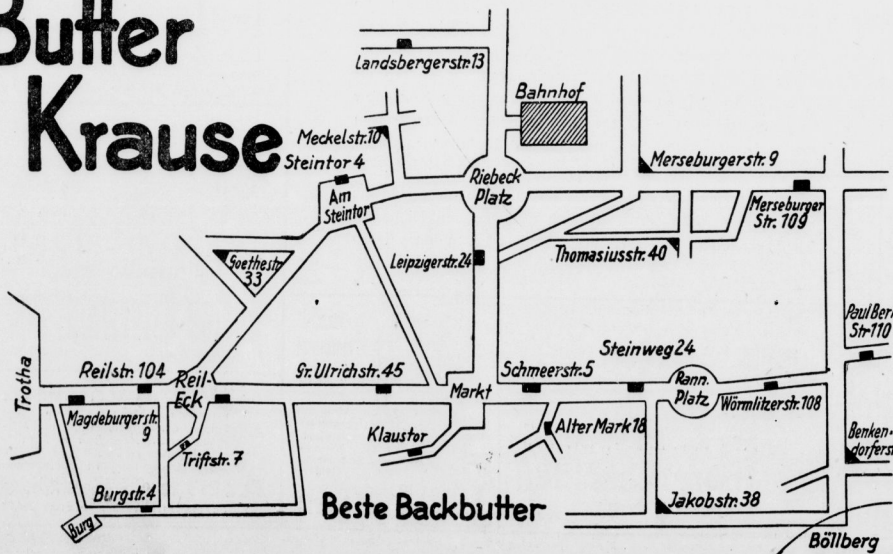 Butter
Krause
Landsbergerstr.13
Bahnhof
Meckelstr.10
Steintor 4
Merseburgerstr. 9
Riebeck
Platz
Am
Steintor
Merseburger
Str. 109
Goethestr
33
Leipzigerstr.24
Thomasiusstr.40
Paul Ber
Str-110
Steinweg 24
Trotha
Reilstr. 104
Reil-
Eck
Gr. Ulrichstr. 45
Schmeerstr. 5
Markt
Rann.
Platz
Wörmlitzerstr. 108
Magdeburgerstr.
9
Klaustor
Alter Mark 18
Triftstr. 7
Benken-
dorferst
Burgstr. 4
Burg
Beste Backbutter
Jakobstr. 38
Böllberg